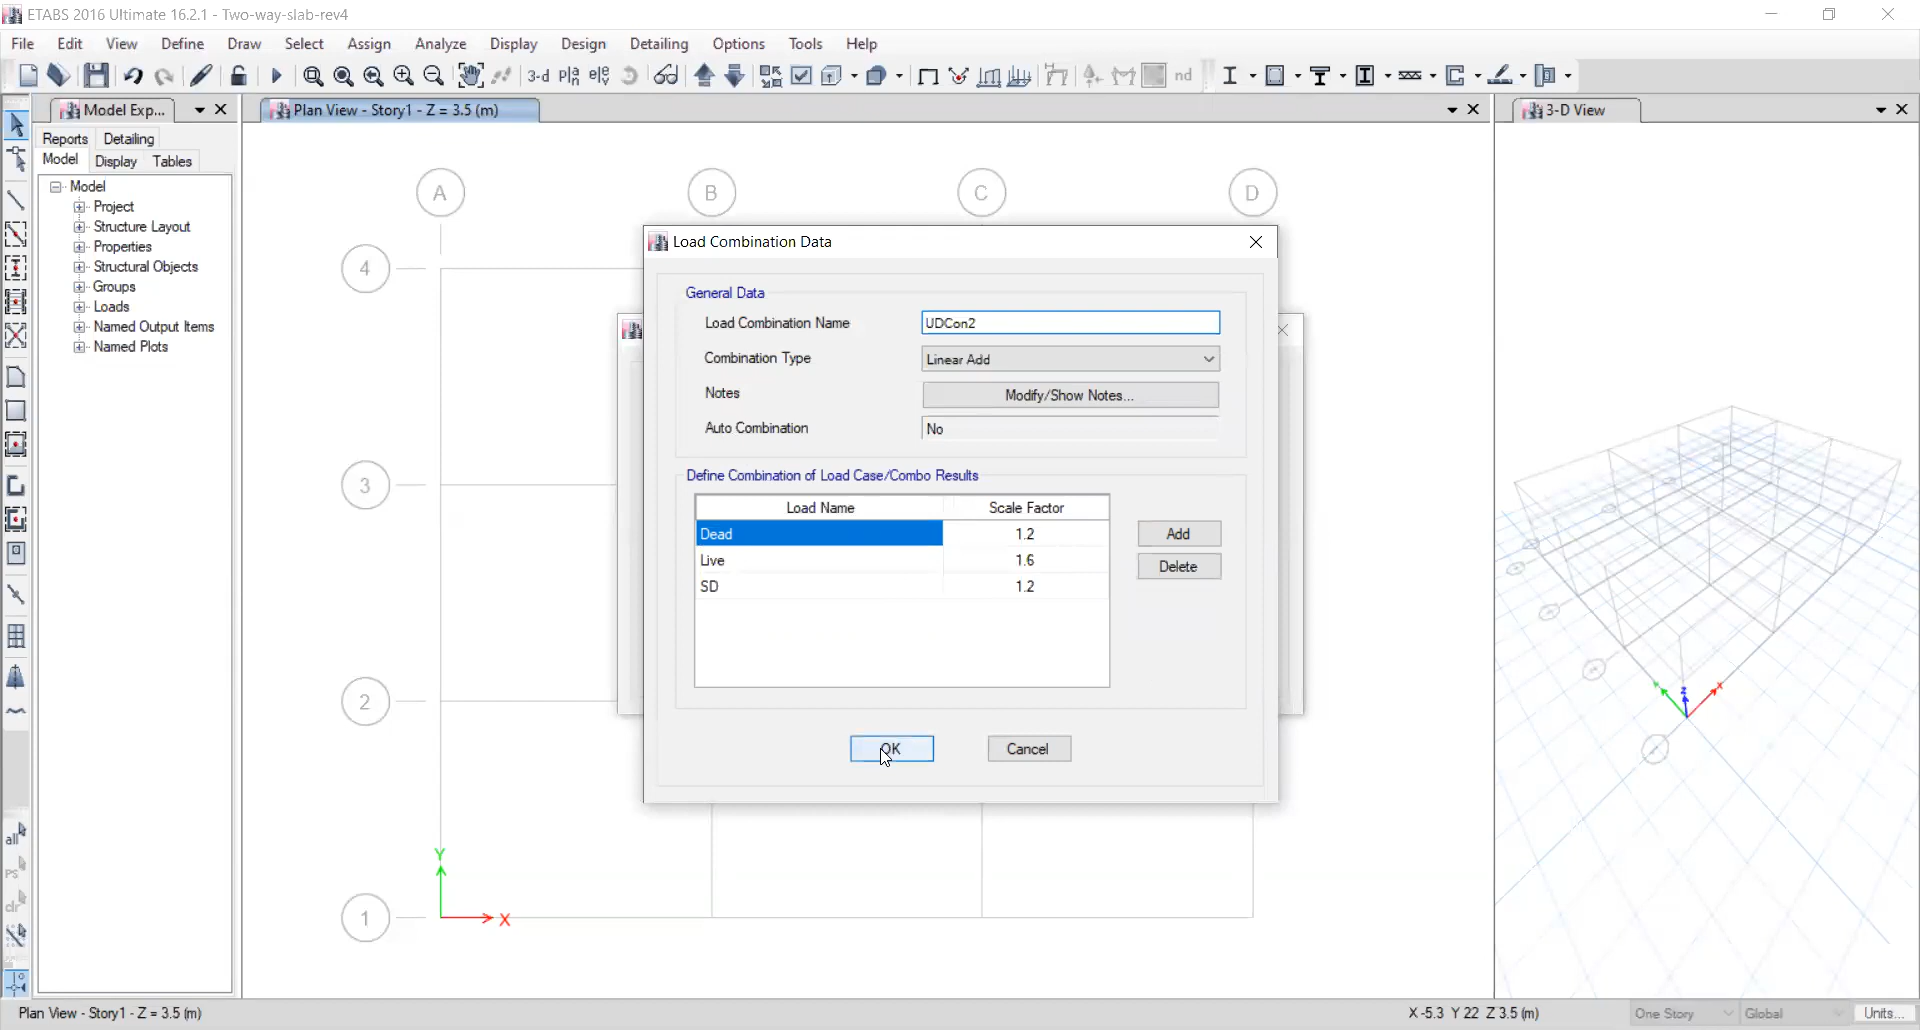 ETABS 2016 Ultimate 16.2.1 - Two-way-slab-rev4
File Edit View Define Draw Select Assign Analyze Display Design Detailing Options Tools Help
3-d nd
Model Exp...
Plan View - Story1 - Z = 3.5 (m)
3-D View
Reports Detailing
Model Display Tables
Model
Project
Structure Layout
Properties
Structural Objects
Groups
Loads
Named Output Items
Named Plots
A B C D
4
3
2
1
Y
X
Load Combination Data
General Data
Load Combination Name UDCon2
Combination Type Linear Add
Notes Modify/Show Notes...
Auto Combination No
Define Combination of Load Case/Combo Results
Load Name Scale Factor
Dead 1.2
Live 1.6
SD 1.2
Add
Delete
OK Cancel
Z
X
all
ps
dr
Plan View - Story1 - Z = 3.5 (m) X -5.3 Y 22 Z 3.5 (m) One Story Global Units...